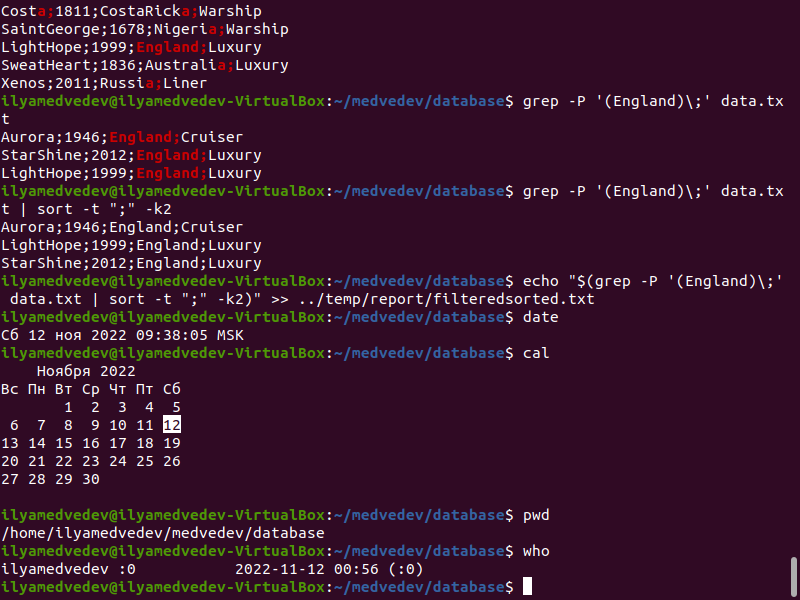 Costa;1811;CostaRicka;Warship
SaintGeorge;1678;Nigeria;Warship
LightHope;1999;England;Luxury
SweatHeart;1836;Australia;Luxury
Xenos;2011;Russia;Liner
ilyamedvedev@ilyamedvedev-VirtualBox:~/medvedev/database$ grep -P '(England)\;' data.tx
t
Aurora;1946;England;Cruiser
StarShine;2012;England;Luxury
LightHope;1999;England;Luxury
ilyamedvedev@ilyamedvedev-VirtualBox:~/medvedev/database$ grep -P '(England)\;' data.tx
t | sort -t ";" -k2
Aurora;1946;England;Cruiser
LightHope;1999;England;Luxury
StarShine;2012;England;Luxury
ilyamedvedev@ilyamedvedev-VirtualBox:~/medvedev/database$ echo "$(grep -P '(England)\;'
 data.txt | sort -t ";" -k2)" >> ../temp/report/filteredsorted.txt
ilyamedvedev@ilyamedvedev-VirtualBox:~/medvedev/database$ date
Сб 12 ноя 2022 09:38:05 MSK
ilyamedvedev@ilyamedvedev-VirtualBox:~/medvedev/database$ cal
    Ноября 2022
Вс Пн Вт Ср Чт Пт Сб
       1  2  3  4  5
 6  7  8  9 10 11 12
13 14 15 16 17 18 19
20 21 22 23 24 25 26
27 28 29 30
ilyamedvedev@ilyamedvedev-VirtualBox:~/medvedev/database$ pwd
/home/ilyamedvedev/medvedev/database
ilyamedvedev@ilyamedvedev-VirtualBox:~/medvedev/database$ who
ilyamedvedev :0           2022-11-12 00:56 (:0)
ilyamedvedev@ilyamedvedev-VirtualBox:~/medvedev/database$